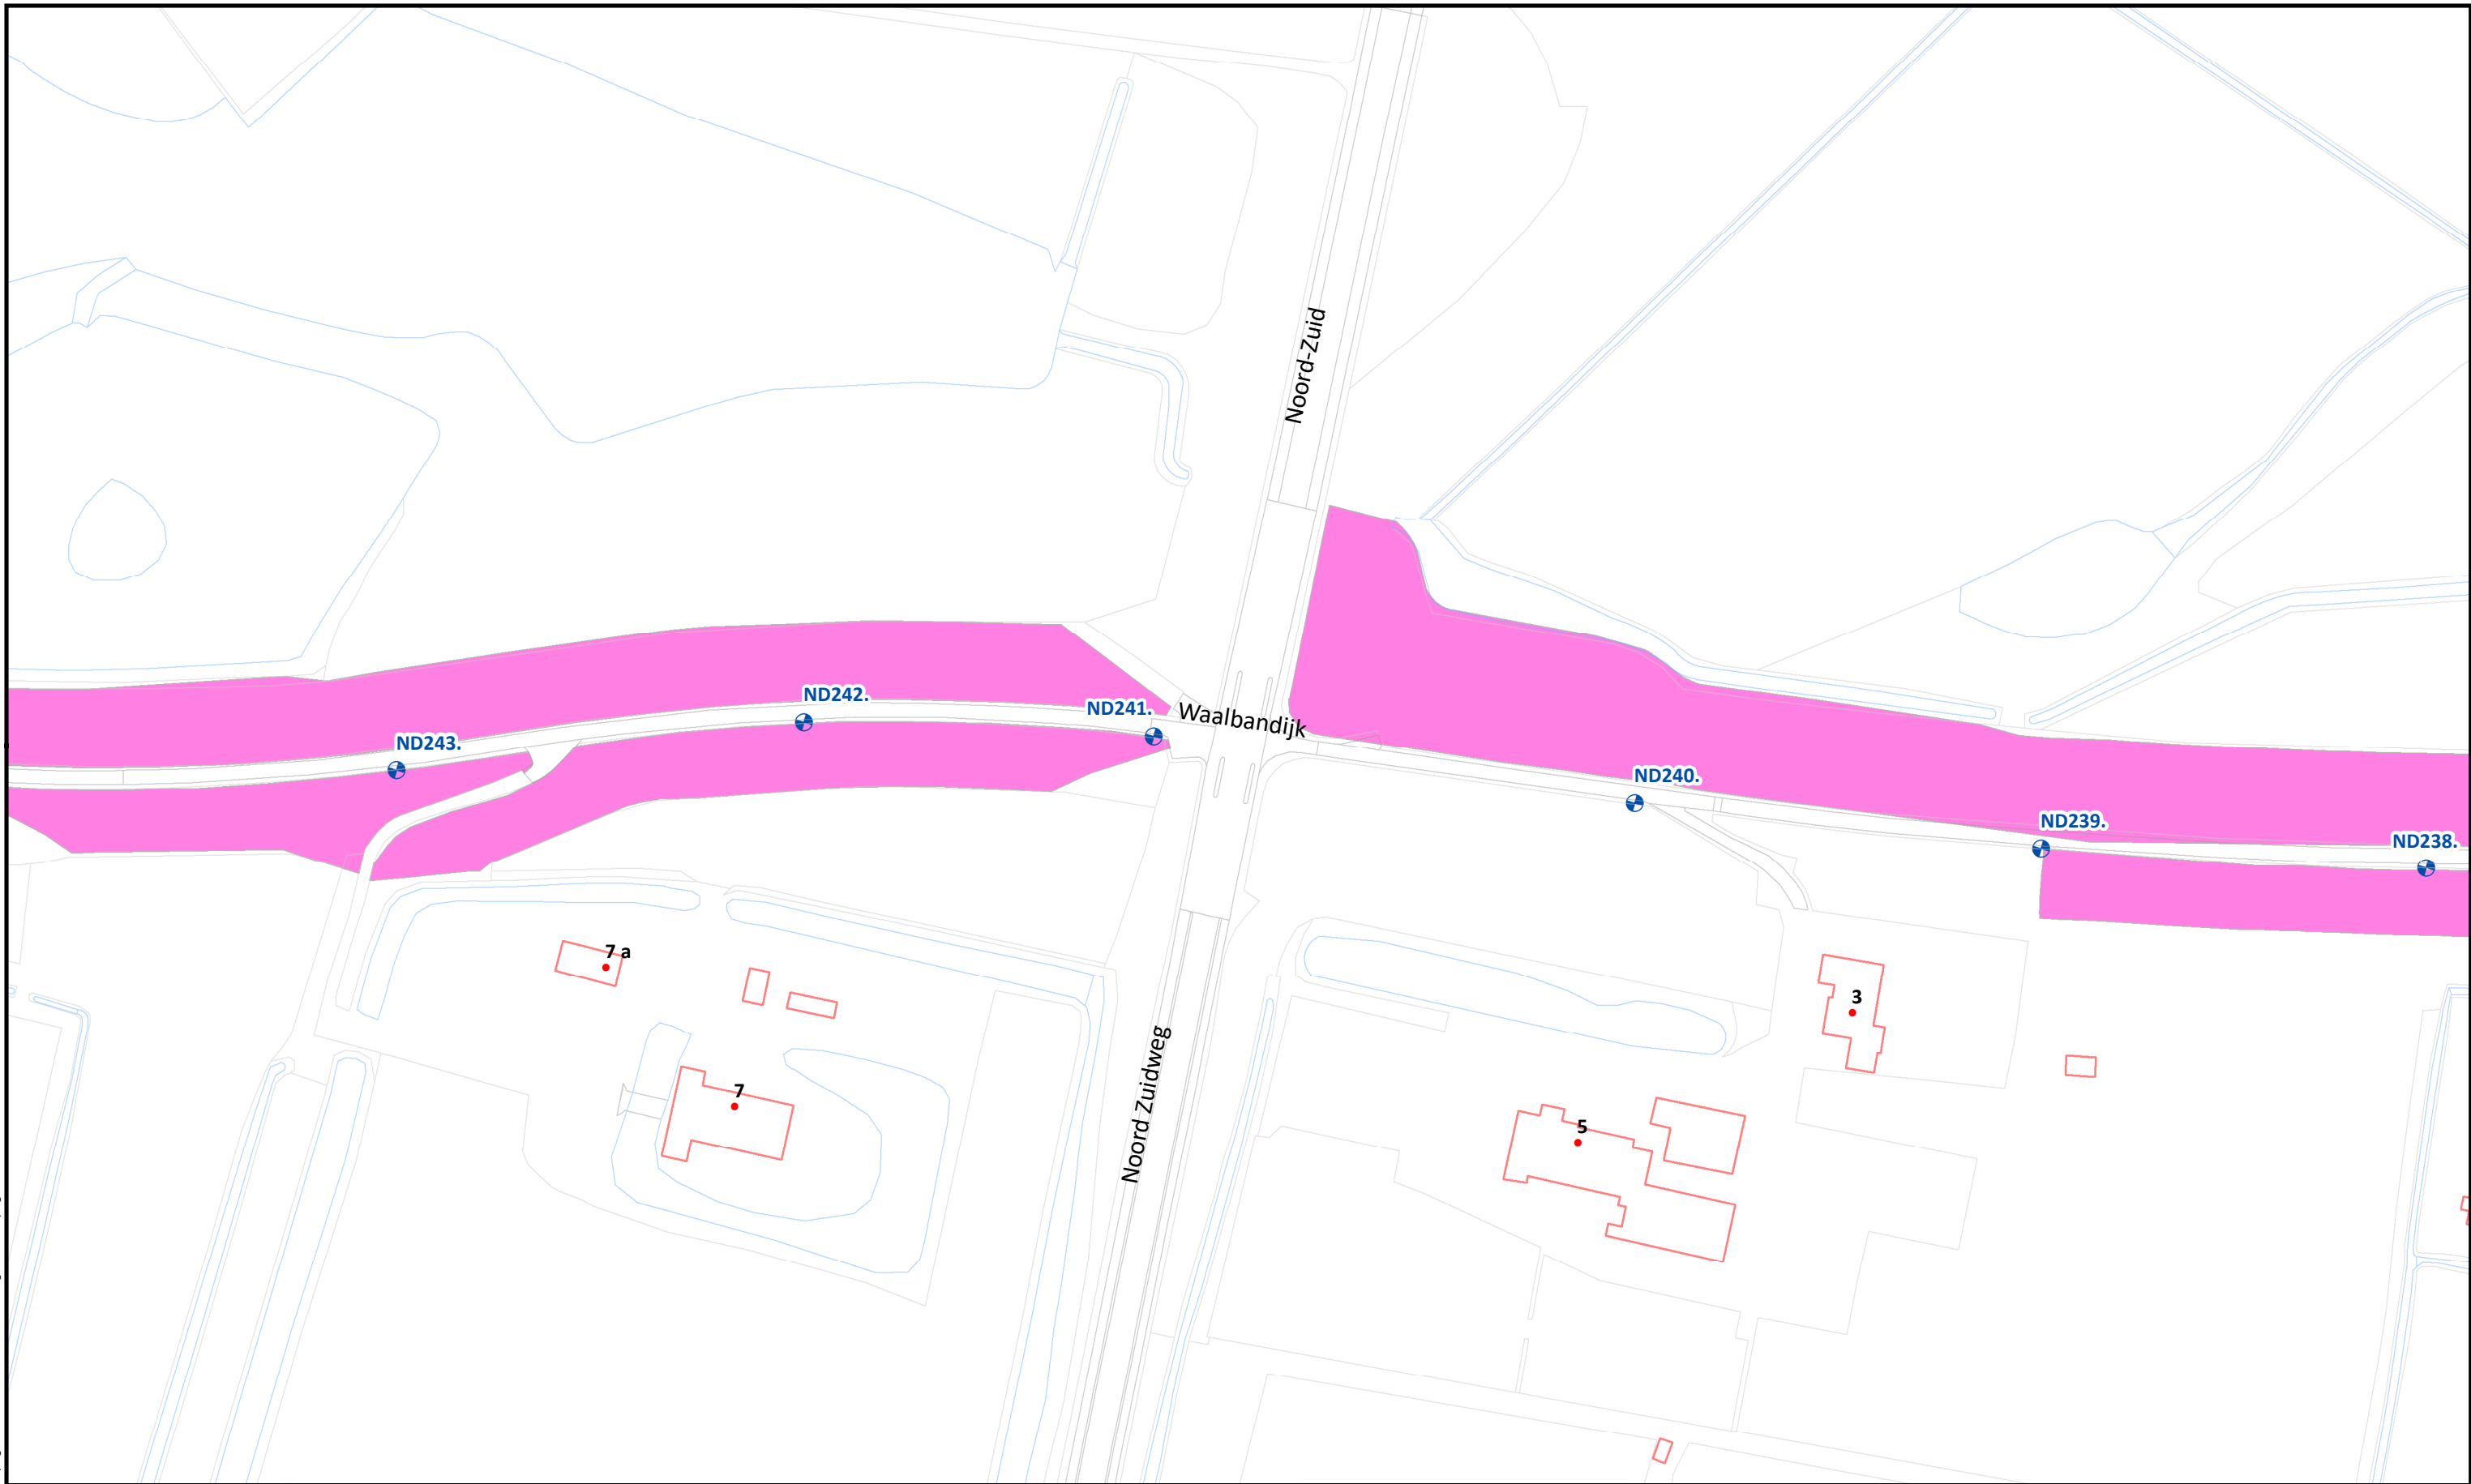 Noord-Zuid
ND242.
ND241.
Waalbandijk
ND243.
ND240.
ND239.
ND238.
7 a
3
Noord Zuidweg
7
5